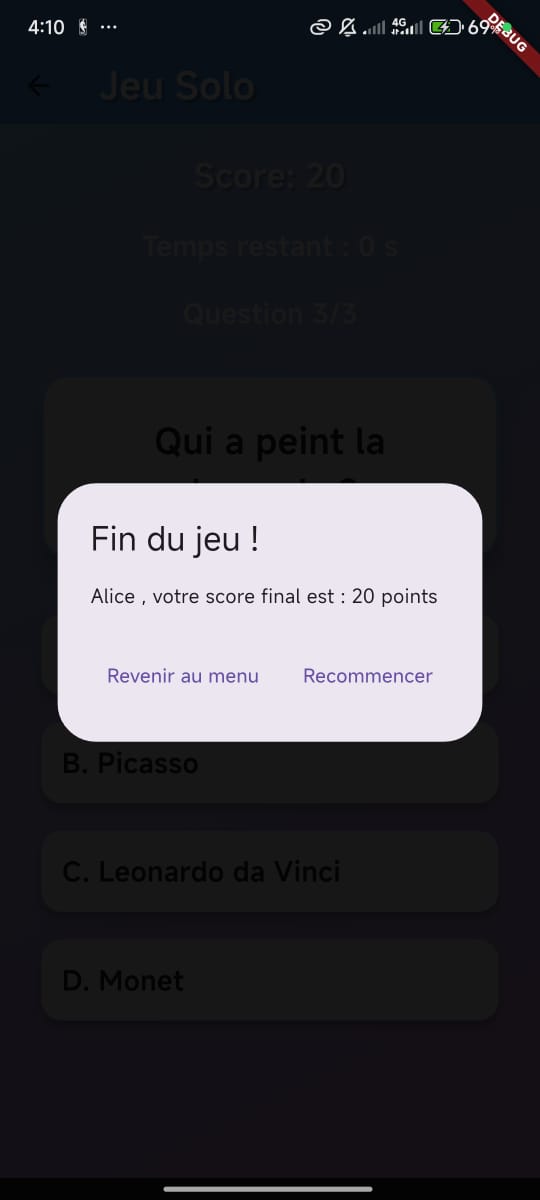 4:10
4G
69%
DEBUG
Jeu Solo
Score: 20
Temps restant : 0 s
Question 3/3
Qui a peint la
Fin du jeu !
Alice , votre score final est : 20 points
Revenir au menu
Recommencer
B. Picasso
C. Leonardo da Vinci
D. Monet